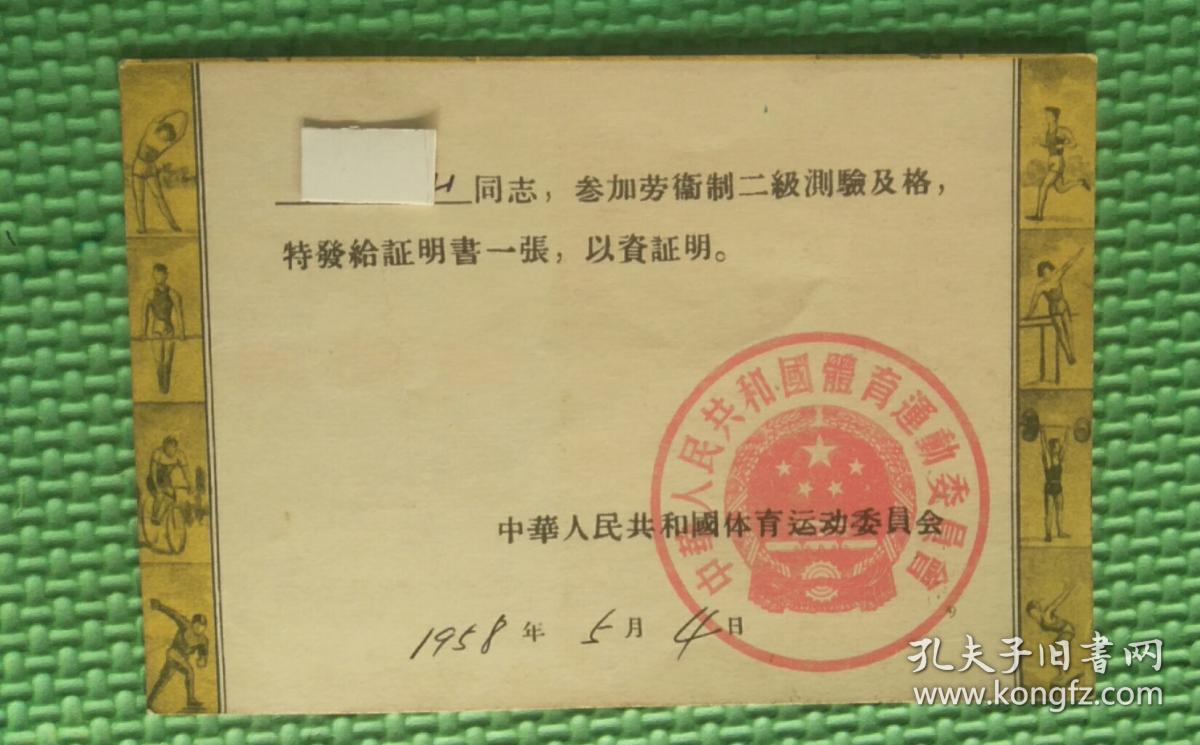 同志，参加劳衞制二級測驗及格，
特發給証明書一張，以資証明。
中華人民共和國體育運動委員會
中華人民共和國体育运动委員会
1958年 5月 4日
孔夫子旧書网
www.kongfz.com